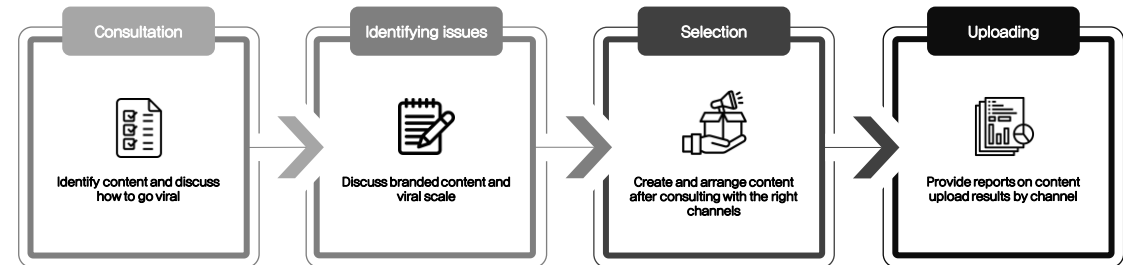 Consultation
Identify content and discuss
how to go viral
Identifying issues
Discuss branded content and
viral scale
Selection
Create and arrange content
after consulting with the right
channels
Uploading
Provide reports on content
upload results by channel